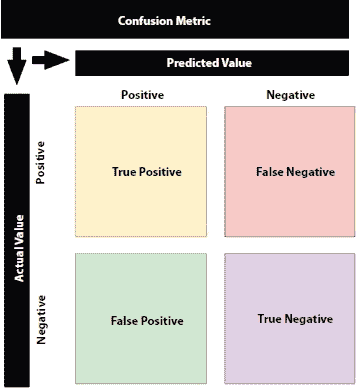 Confusion Metric
Predicted Value
Positive Negative
Actual Value
Positive
True Positive False Negative
Negative
False Positive True Negative